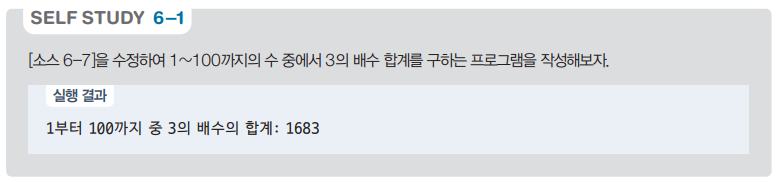 SELF STUDY 6-1
[소스 6-7]을 수정하여 1~100까지의 수 중에서 3의 배수 합계를 구하는 프로그램을 작성해보자.
실행 결과
1부터 100까지 중 3의 배수의 합계: 1683